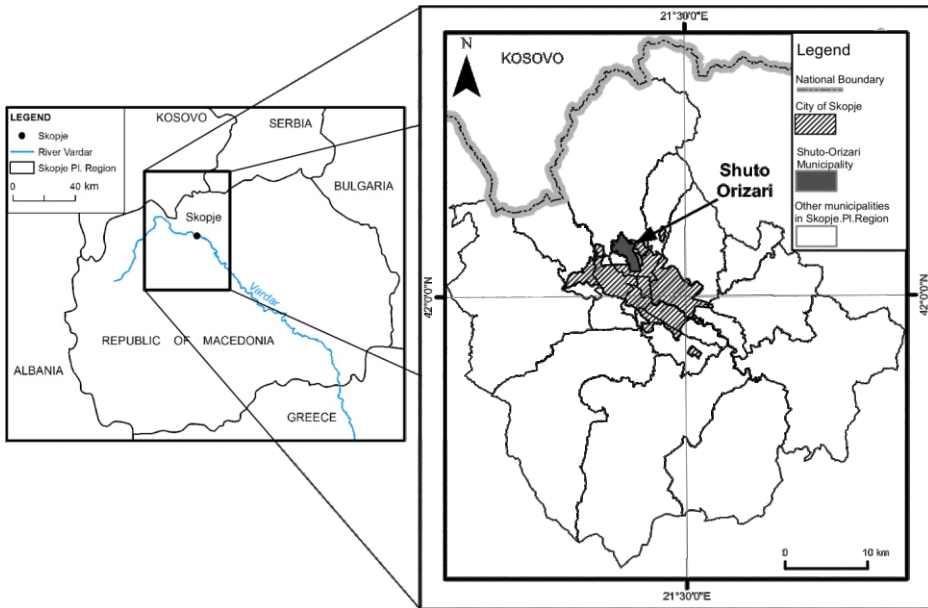 LEGEND
Skopje
River Vardar
Skopje Pl. Region
0 40 km
KOSOVO
SERBIA
BULGARIA
Skopje
Vardar
REPUBLIC OF MACEDONIA
ALBANIA
GREECE
21°30'0"E
N
KOSOVO
Legend
National Boundary
City of Skopje
Shuto-Orizari
Municipality
Other municipalities
in Skopje.Pl.Region
Shuto
Orizari
42°0'0"N
42°0'0"N
0 10 km
21°30'0"E